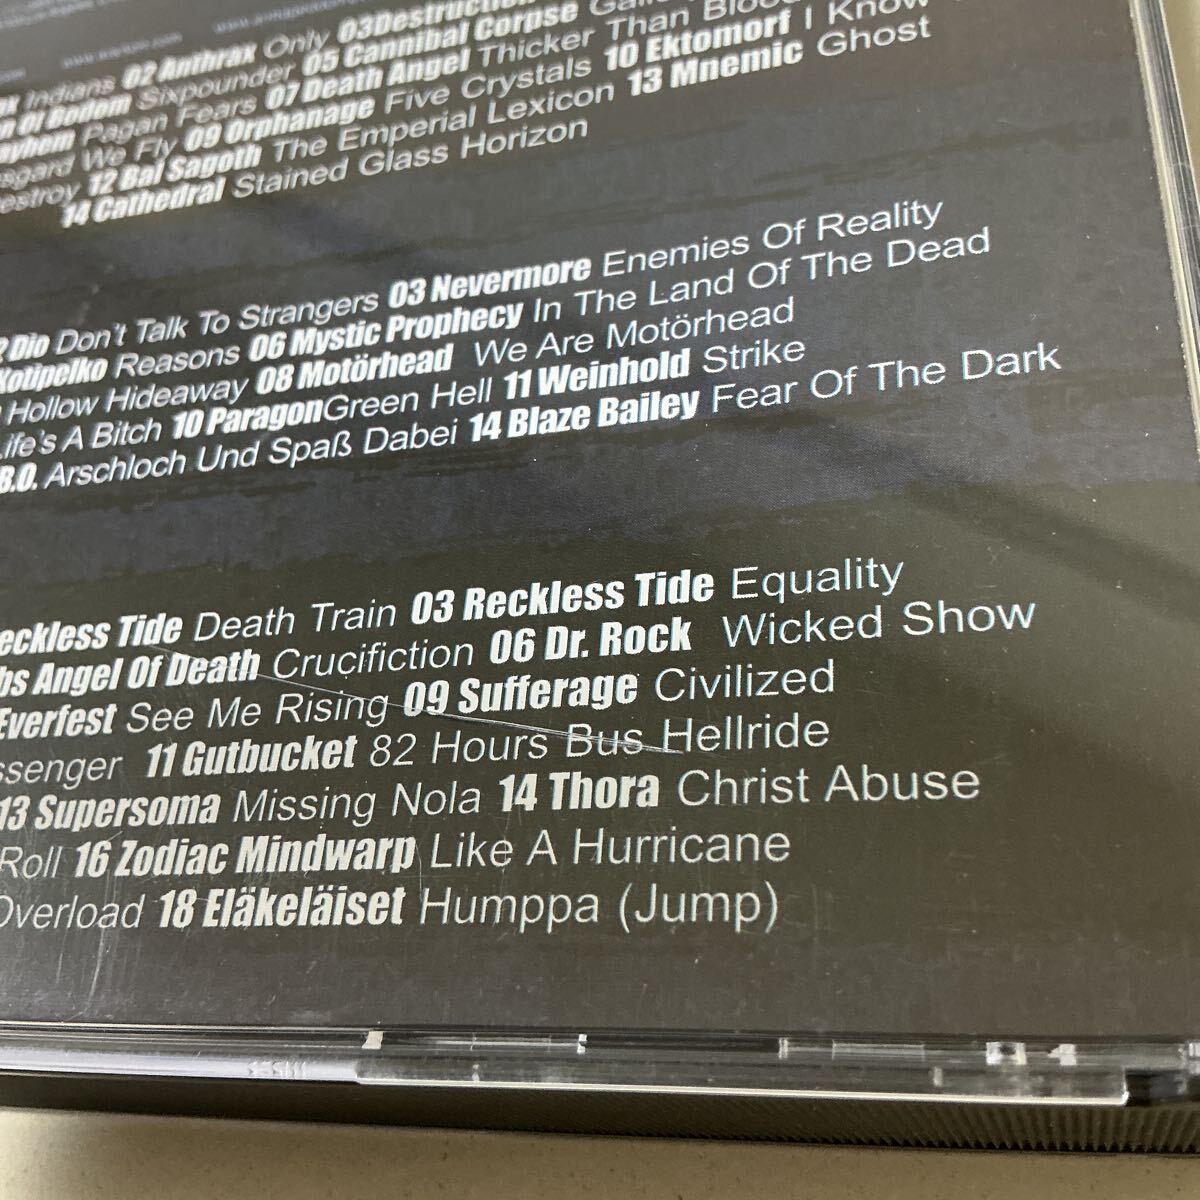 Indians 02 Anthrax Only 03Destruction
Of Bodom Sixpounder 05 Cannibal Corpse
Pagan Fears 07 Death Angel Thicker Than Blood
We Fly 09 Orphanage Five Crystals 10 Ektomorf I Know
12 Bal Sagoth The Emperial Lexicon 13 Mnemic Ghost
14 Cathedral Stained Glass Horizon
Dio Don't Talk To Strangers 03 Nevermore Enemies Of Reality
Kotipelko Reasons 06 Mystic Prophecy In The Land Of The Dead
Hollow Hideaway 08 Motörhead We Are Motörhead
Life's A Bitch 10 ParagonGreen Hell 11 Weinhold Strike
B.O. Arschloch Und Spaß Dabei 14 Blaze Bailey Fear Of The Dark
eckless Tide Death Train 03 Reckless Tide Equality
bs Angel Of Death Crucifiction 06 Dr. Rock Wicked Show
Everfest See Me Rising 09 Sufferage Civilized
ssenger 11 Gutbucket 82 Hours Bus Hellride
13 Supersoma Missing Nola 14 Thora Christ Abuse
Roll 16 Zodiac Mindwarp Like A Hurricane
Overload 18 Eläkeläiset Humppa (Jump)